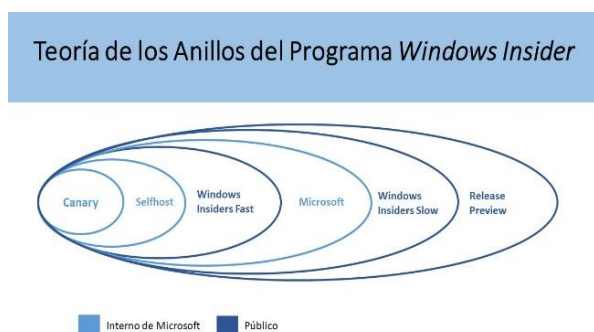 Teoría de los Anillos del Programa Windows Insider
Canary
Selfhost
Windows
Insiders Fast
Microsoft
Windows
Insiders Slow
Release
Preview
Interno de Microsoft
Público